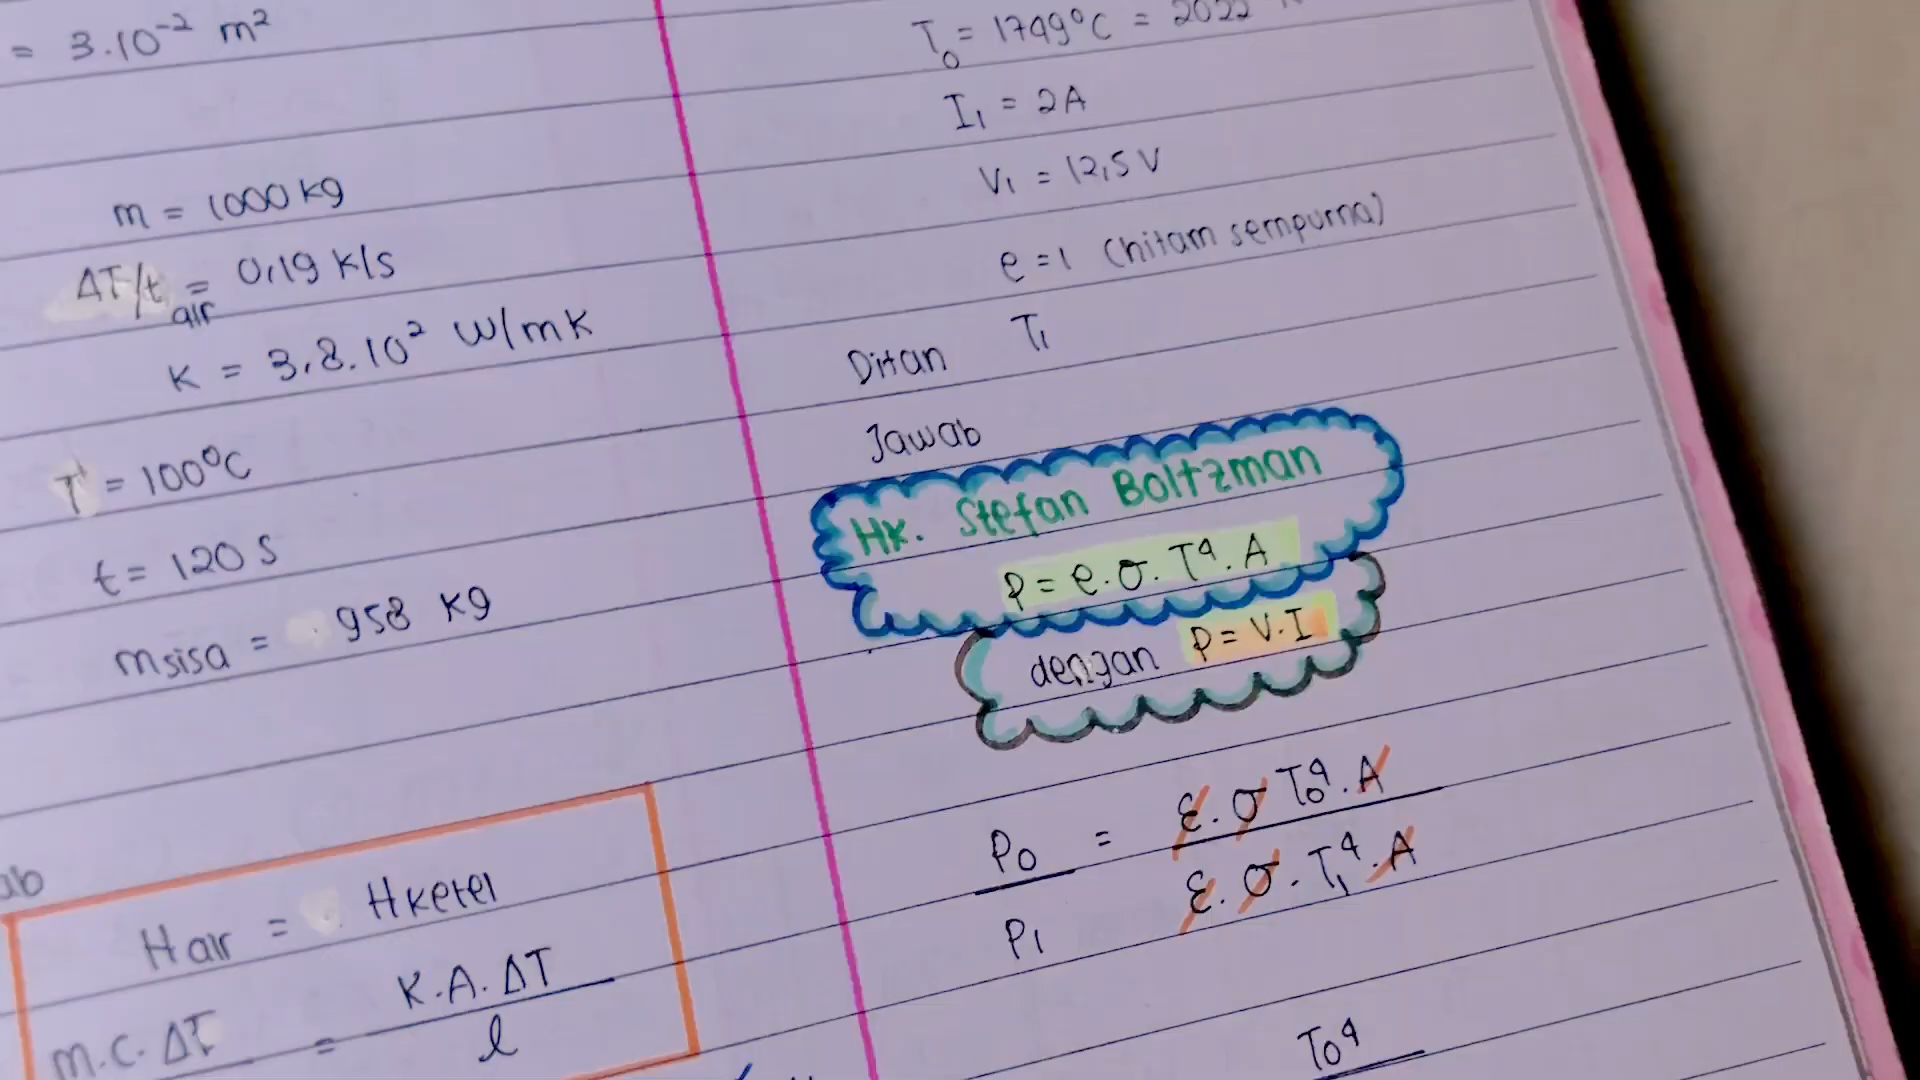 = 3.10⁻² m²
m = 1000 kg
ΔT/t air = 0,19 K/s
K = 3,8.10² W/mK
T = 100°C
t = 120 s
msisa = 958 kg
Hair = Hketel
m.c.ΔT = K.A.ΔT
l
T₀ = 1749°C = 2022
I₁ = 2A
V₁ = 12,5 V
e = 1 (hitam sempurna)
Ditan T₁
Jawab
Hk. Stefan Boltzman
P = e.σ.T⁴.A
dengan P = V.I
P₀ = ε.σ T₀⁴.A
P₁ ε.σ.T₁⁴.A
T₀⁴